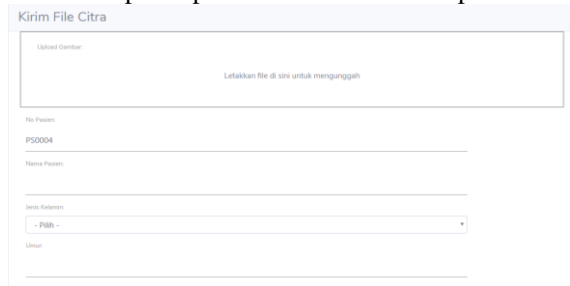 Kirim File Citra
Upload Gambar:
Letakkan file di sini untuk mengunggah
No Pasien:
PS0004
Nama Pasien:
Jenis Kelamin:
- Pilih -
Umur: